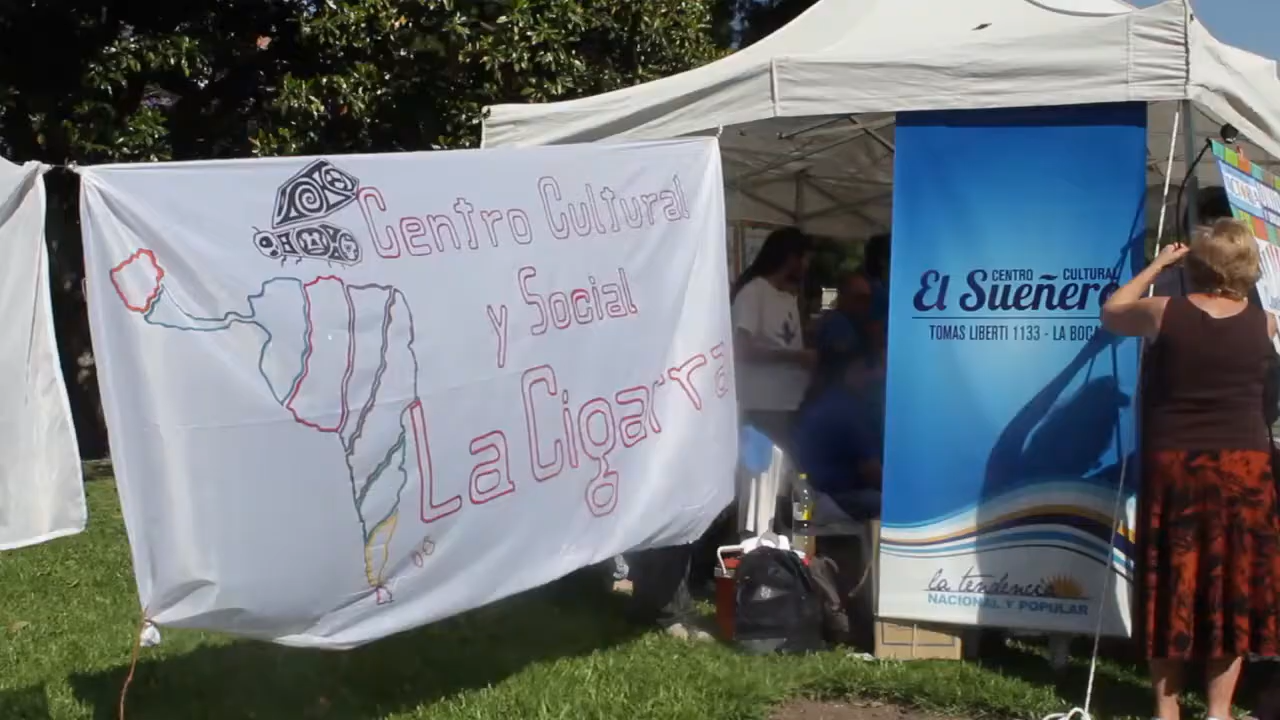 Centro Cultural
y Social
La Cigarra
CENTRO CULTURAL
El Sueñero
TOMAS LIBERTI 1133 - LA BOCA
la tendencia
NACIONAL Y POPULAR